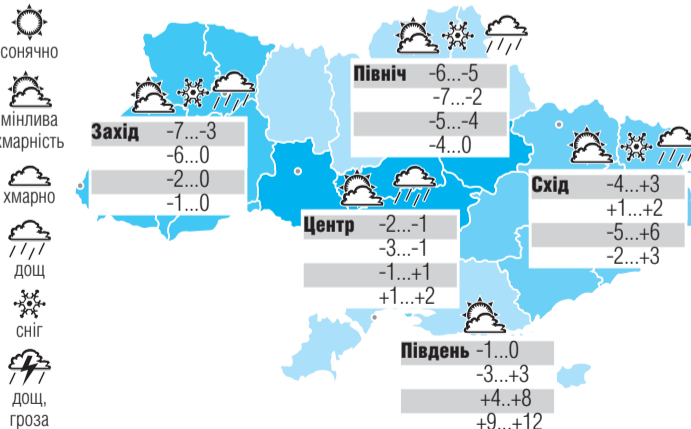 сонячно
мінлива
хмарність
хмарно
дощ
сніг
дощ,
гроза
Північ -6...-5
-7...-2
-5...-4
-4...0
Захід -7...-3
-6...0
-2...0
-1...0
Схід -4...+3
+1...+2
-5...+6
-2...+3
Центр -2...-1
-3...-1
-1...+1
+1...+2
Південь -1...0
-3...+3
+4..+8
+9...+12